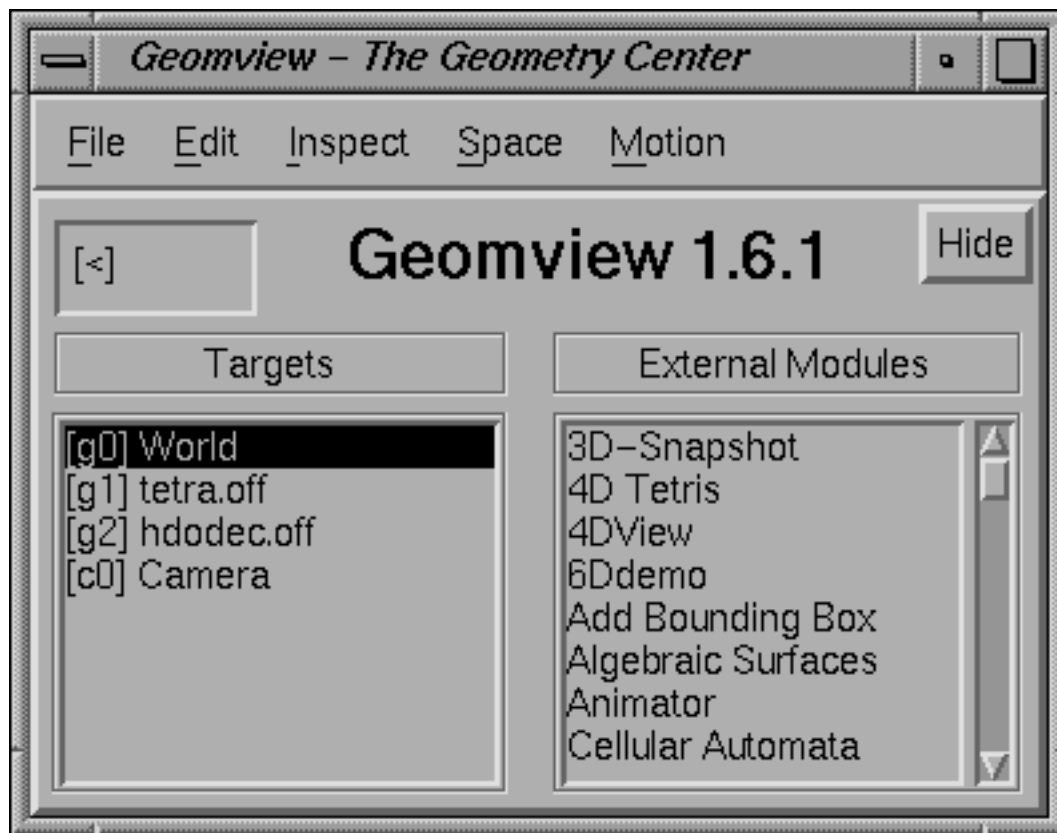 Geomview – The Geometry Center
File Edit Inspect Space Motion
[<] Geomview 1.6.1 Hide
Targets
[g0] World
[g1] tetra.off
[g2] hdodec.off
[c0] Camera
External Modules
3D–Snapshot
4D Tetris
4DView
6Ddemo
Add Bounding Box
Algebraic Surfaces
Animator
Cellular Automata